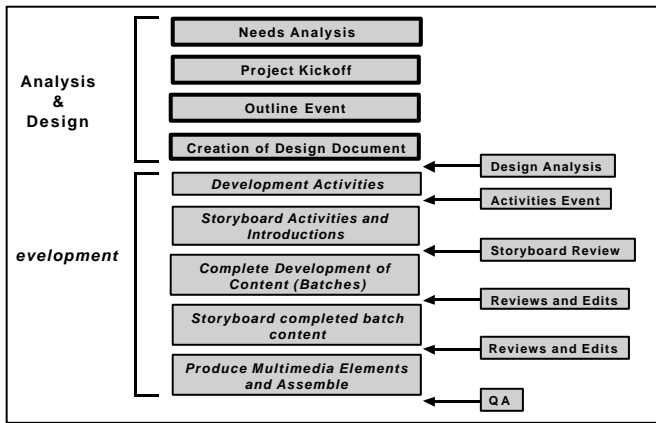 Needs Analysis
Project Kickoff
Analysis
&
Design
Outline Event
Creation of Design Document
Design Analysis
Development Activities
Activities Event
Storyboard Activities and
Introductions
evelopment
Storyboard Review
Complete Development of
Content (Batches)
Reviews and Edits
Storyboard completed batch
content
Reviews and Edits
Produce Multimedia Elements
and Assemble
QA